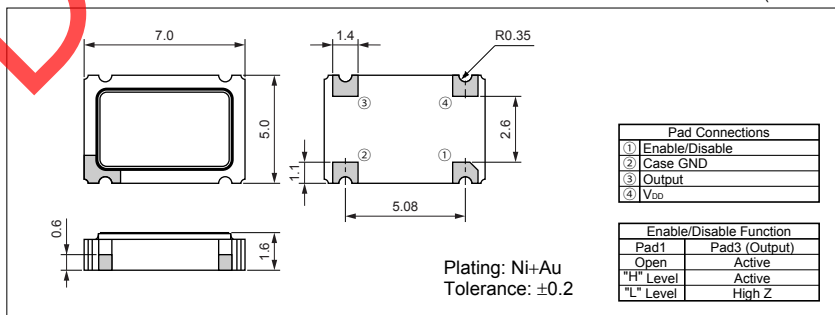 7.0
1.4
R0.35
③
④
5.0
2.6
②
①
1.1
5.08
0.6
1.6
Plating: Ni+Au
Tolerance: ±0.2
Pad Connections
① Enable/Disable
② Case GND
③ Output
④ VDD
Enable/Disable Function
Pad1 Pad3 (Output)
Open Active
"H" Level Active
"L" Level High Z